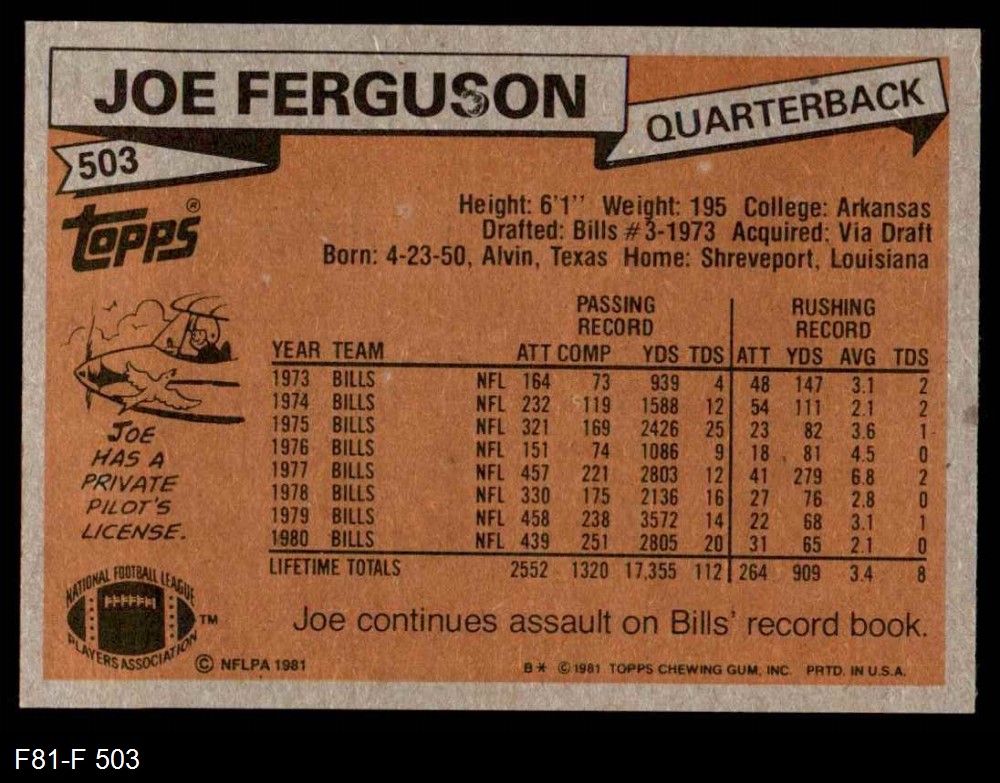 JOE FERGUSON
QUARTERBACK
503
TOPPS®
Height: 6'1" Weight: 195 College: Arkansas
Drafted: Bills #3-1973 Acquired: Via Draft
Born: 4-23-50, Alvin, Texas Home: Shreveport, Louisiana
PASSING RECORD RUSHING RECORD
YEAR TEAM ATT COMP YDS TDS ATT YDS AVG TDS
1973 BILLS NFL 164 73 939 4 48 147 3.1 2
1974 BILLS NFL 232 119 1588 12 54 111 2.1 2
1975 BILLS NFL 321 169 2426 25 23 82 3.6 1
1976 BILLS NFL 151 74 1086 9 18 81 4.5 0
1977 BILLS NFL 457 221 2803 12 41 279 6.8 2
1978 BILLS NFL 330 175 2136 16 27 76 2.8 0
1979 BILLS NFL 458 238 3572 14 22 68 3.1 1
1980 BILLS NFL 439 251 2805 20 31 65 2.1 0
LIFETIME TOTALS 2552 1320 17,355 112 264 909 3.4 8
JOE
HAS A
PRIVATE
PILOT'S
LICENSE.
Joe continues assault on Bills' record book.
NATIONAL FOOTBALL LEAGUE
PLAYERS ASSOCIATION
TM
© NFLPA 1981
B* © 1981 TOPPS CHEWING GUM, INC. PRTD. IN U.S.A.
F81-F 503